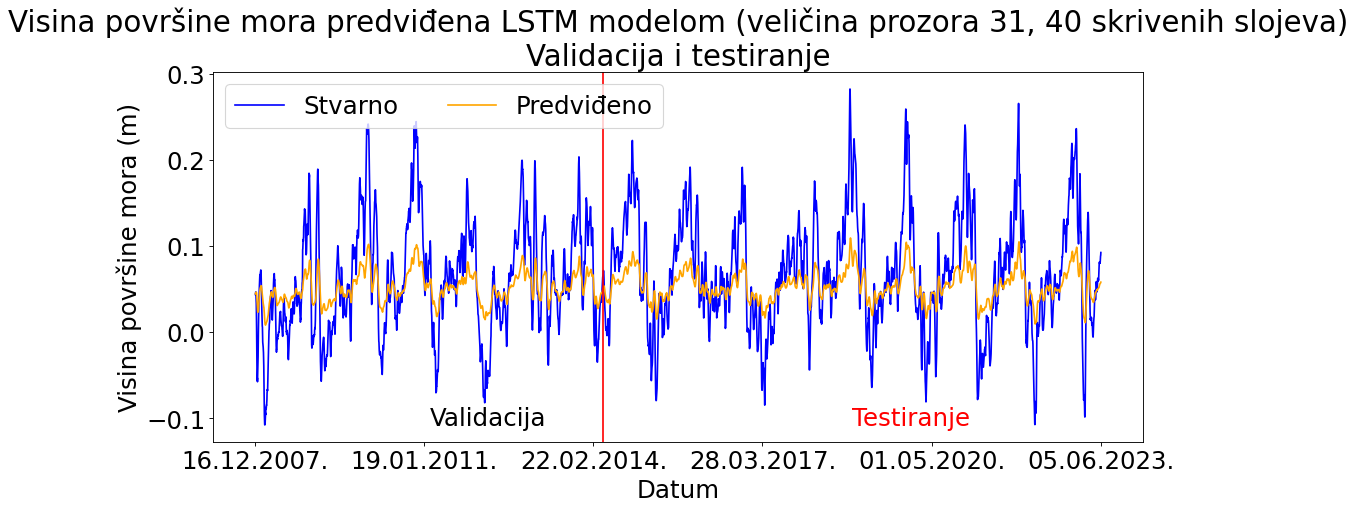 Visina površine mora predviđena LSTM modelom (veličina prozora 31, 40 skrivenih slojeva)
Validacija i testiranje
Stvarno
Predviđeno
Visina površine mora (m)
0.3
0.2
0.1
0.0
−0.1
Validacija
Testiranje
16.12.2007.
19.01.2011.
22.02.2014.
28.03.2017.
01.05.2020.
05.06.2023.
Datum